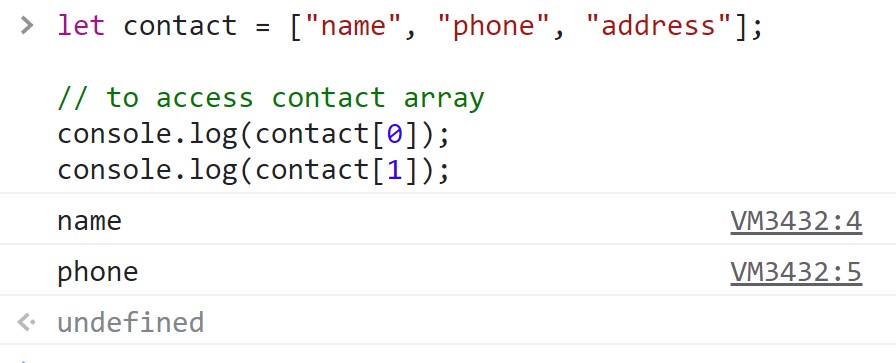 let contact = ["name", "phone", "address"];
// to access contact array
console.log(contact[0]);
console.log(contact[1]);
name VM3432:4
phone VM3432:5
undefined